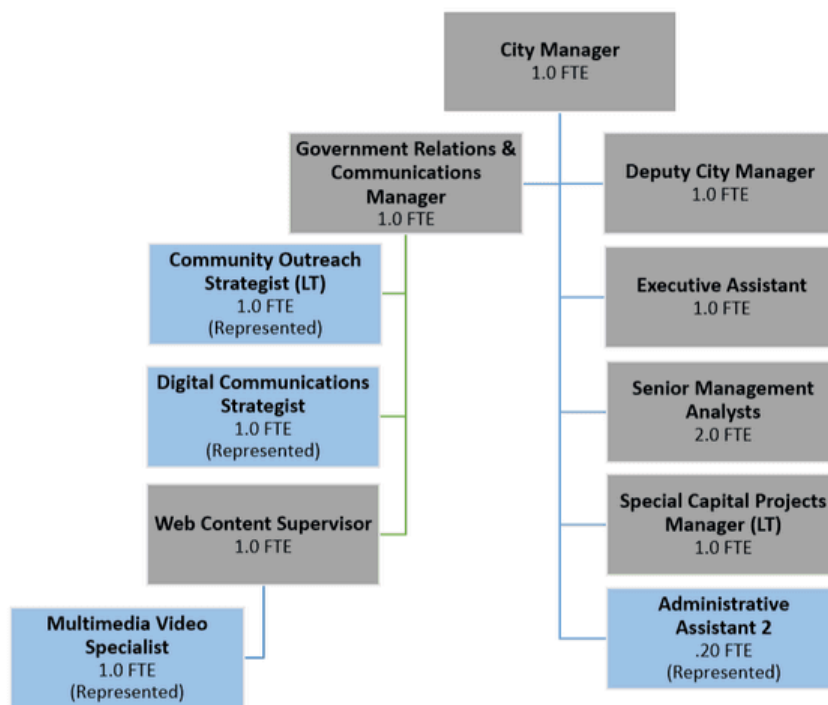 City Manager
1.0 FTE
Government Relations &
Communications
Manager
1.0 FTE
Deputy City Manager
1.0 FTE
Community Outreach
Strategist (LT)
1.0 FTE
(Represented)
Executive Assistant
1.0 FTE
Digital Communications
Strategist
1.0 FTE
(Represented)
Senior Management
Analysts
2.0 FTE
Web Content Supervisor
1.0 FTE
Special Capital Projects
Manager (LT)
1.0 FTE
Multimedia Video
Specialist
1.0 FTE
(Represented)
Administrative
Assistant 2
.20 FTE
(Represented)